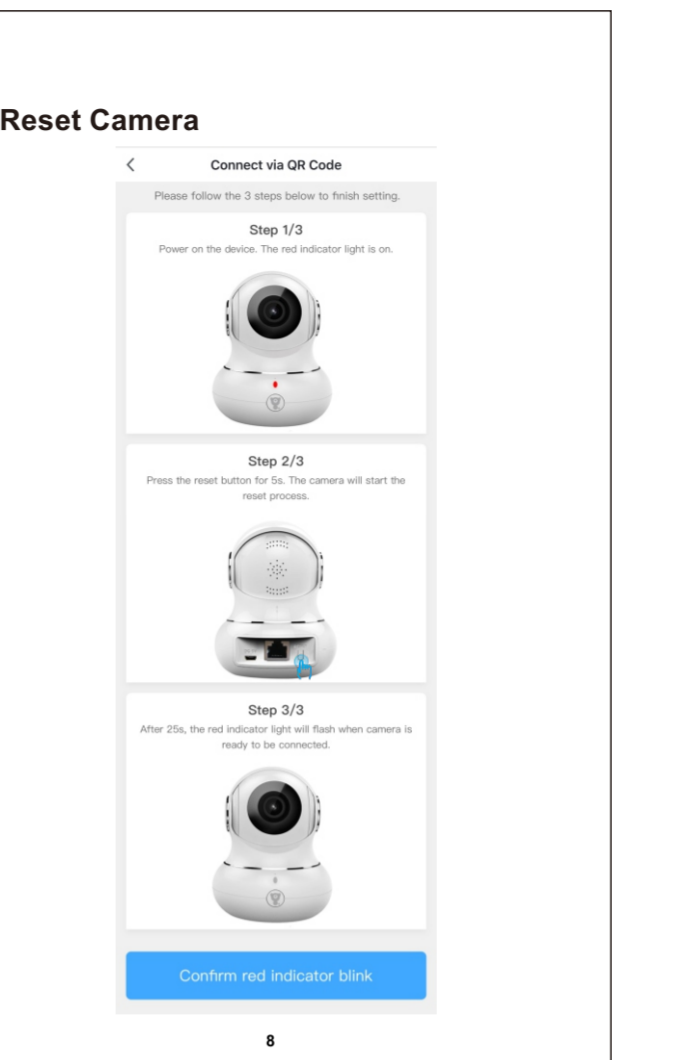 Reset Camera
Connect via QR Code
Please follow the 3 steps below to finish setting.
Step 1/3
Power on the device. The red indicator light is on.
Step 2/3
Press the reset button for 5s. The camera will start the
reset process.
Step 3/3
After 25s, the red indicator light will flash when camera is
ready to be connected.
Confirm red indicator blink
8